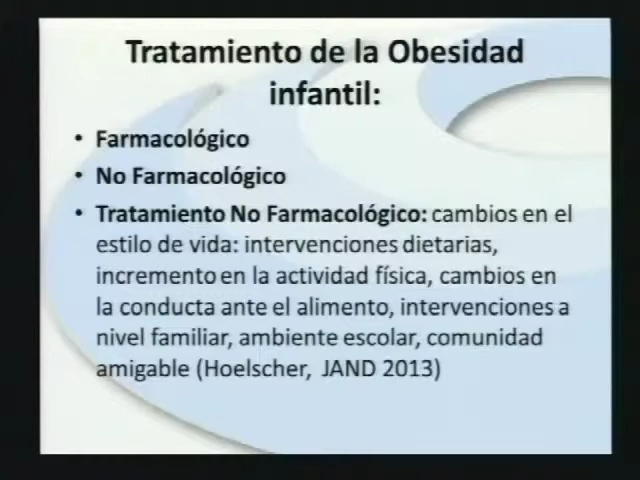 Tratamiento de la Obesidad
infantil:
• Farmacológico
• No Farmacológico
• Tratamiento No Farmacológico: cambios en el
estilo de vida: intervenciones dietarias,
incremento en la actividad física, cambios en
la conducta ante el alimento, intervenciones a
nivel familiar, ambiente escolar, comunidad
amigable (Hoelscher, JAND 2013)